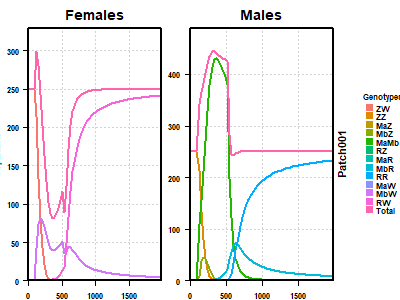 Females
Males
300
250
200
150
100
50
0
0
500
1000
1500
400
300
200
100
0
0
500
1000
1500
Patch001
Genotype
ZW
ZZ
MaZ
MbZ
MaMb
RZ
MaR
MbR
RR
MaW
MbW
RW
Total